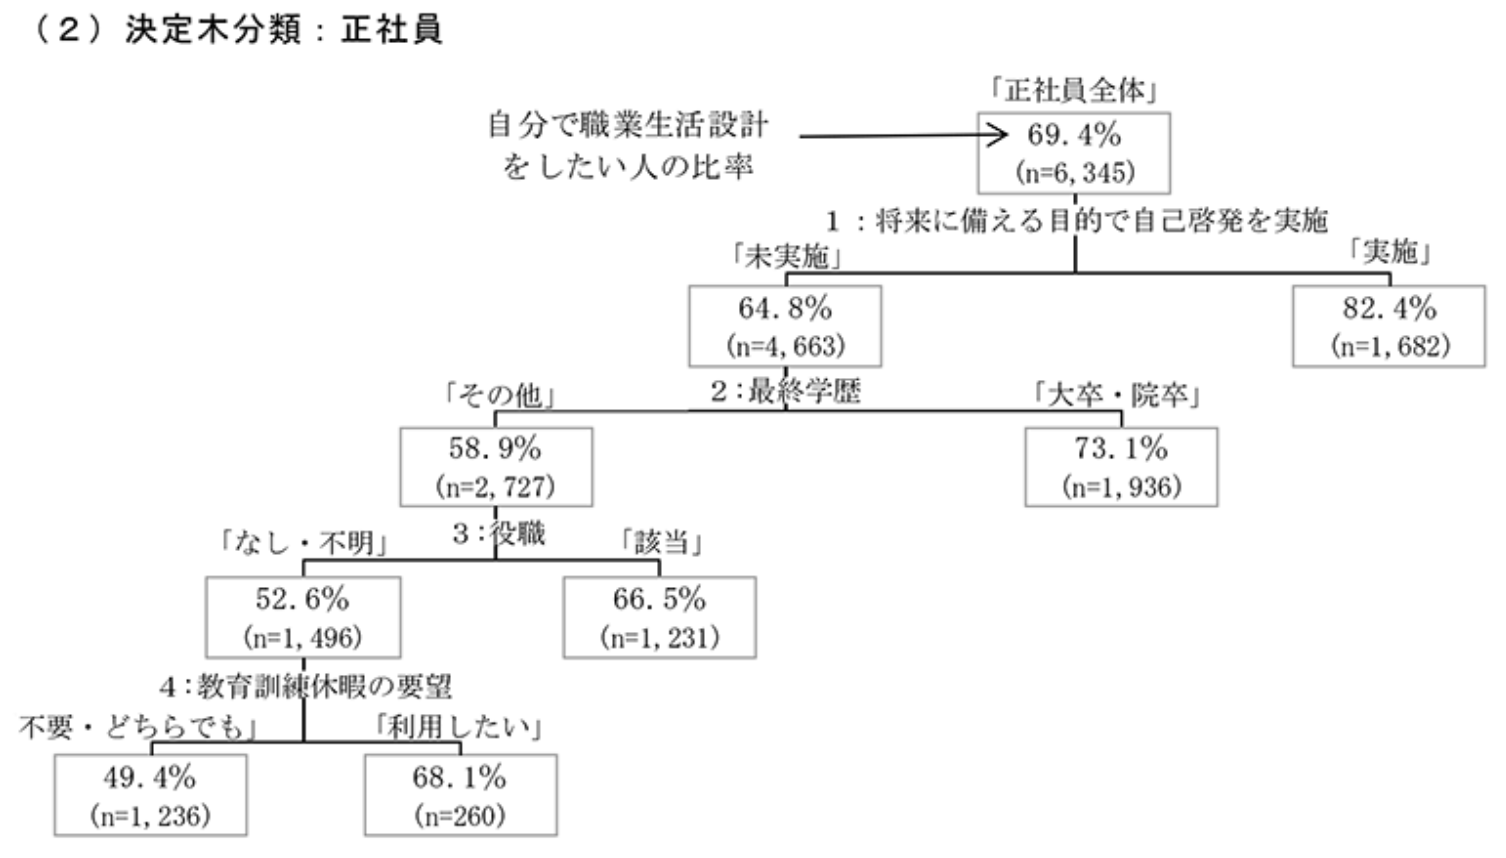 （２）決定木分類：正社員
「正社員全体」
自分で職業生活設計
をしたい人の比率
69.4%
(n=6,345)
１：将来に備える目的で自己啓発を実施
「未実施」
「実施」
64.8%
(n=4,663)
82.4%
(n=1,682)
２：最終学歴
「その他」
「大卒・院卒」
58.9%
(n=2,727)
73.1%
(n=1,936)
３：役職
「なし・不明」
「該当」
52.6%
(n=1,496)
66.5%
(n=1,231)
４：教育訓練休暇の要望
不要・どちらでも」
「利用したい」
49.4%
(n=1,236)
68.1%
(n=260)